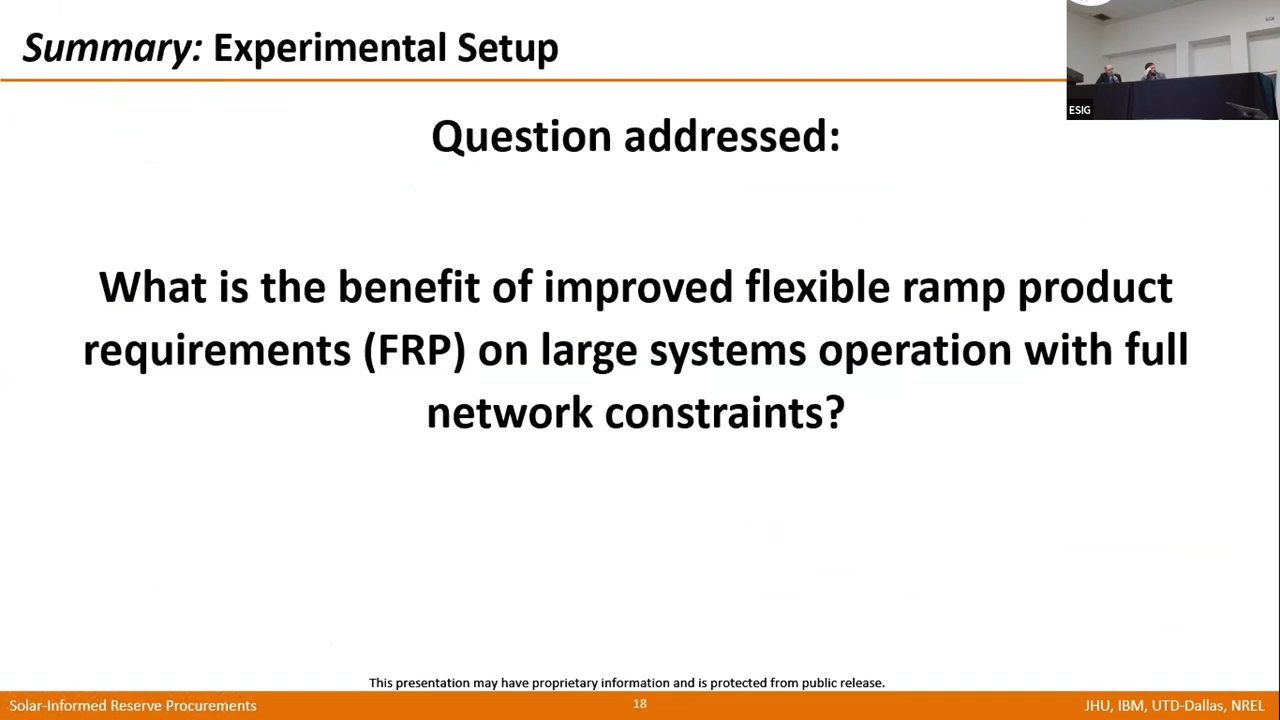 Summary: Experimental Setup
ESIG
Question addressed:
What is the benefit of improved flexible ramp product
requirements (FRP) on large systems operation with full
network constraints?
This presentation may have proprietary information and is protected from public release.
Solar-Informed Reserve Procurements
18
JHU, IBM, UTD-Dallas, NREL